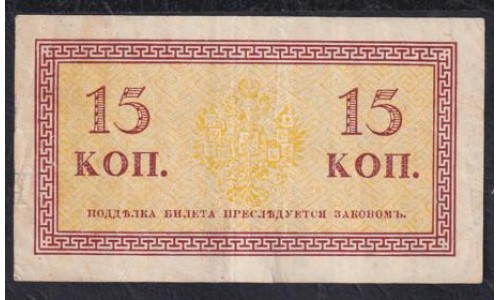 15 15
КОП. КОП.
ПОДДѢЛКА БИЛЕТА ПРЕСЛѢДУЕТСЯ ЗАКОНОМЪ.